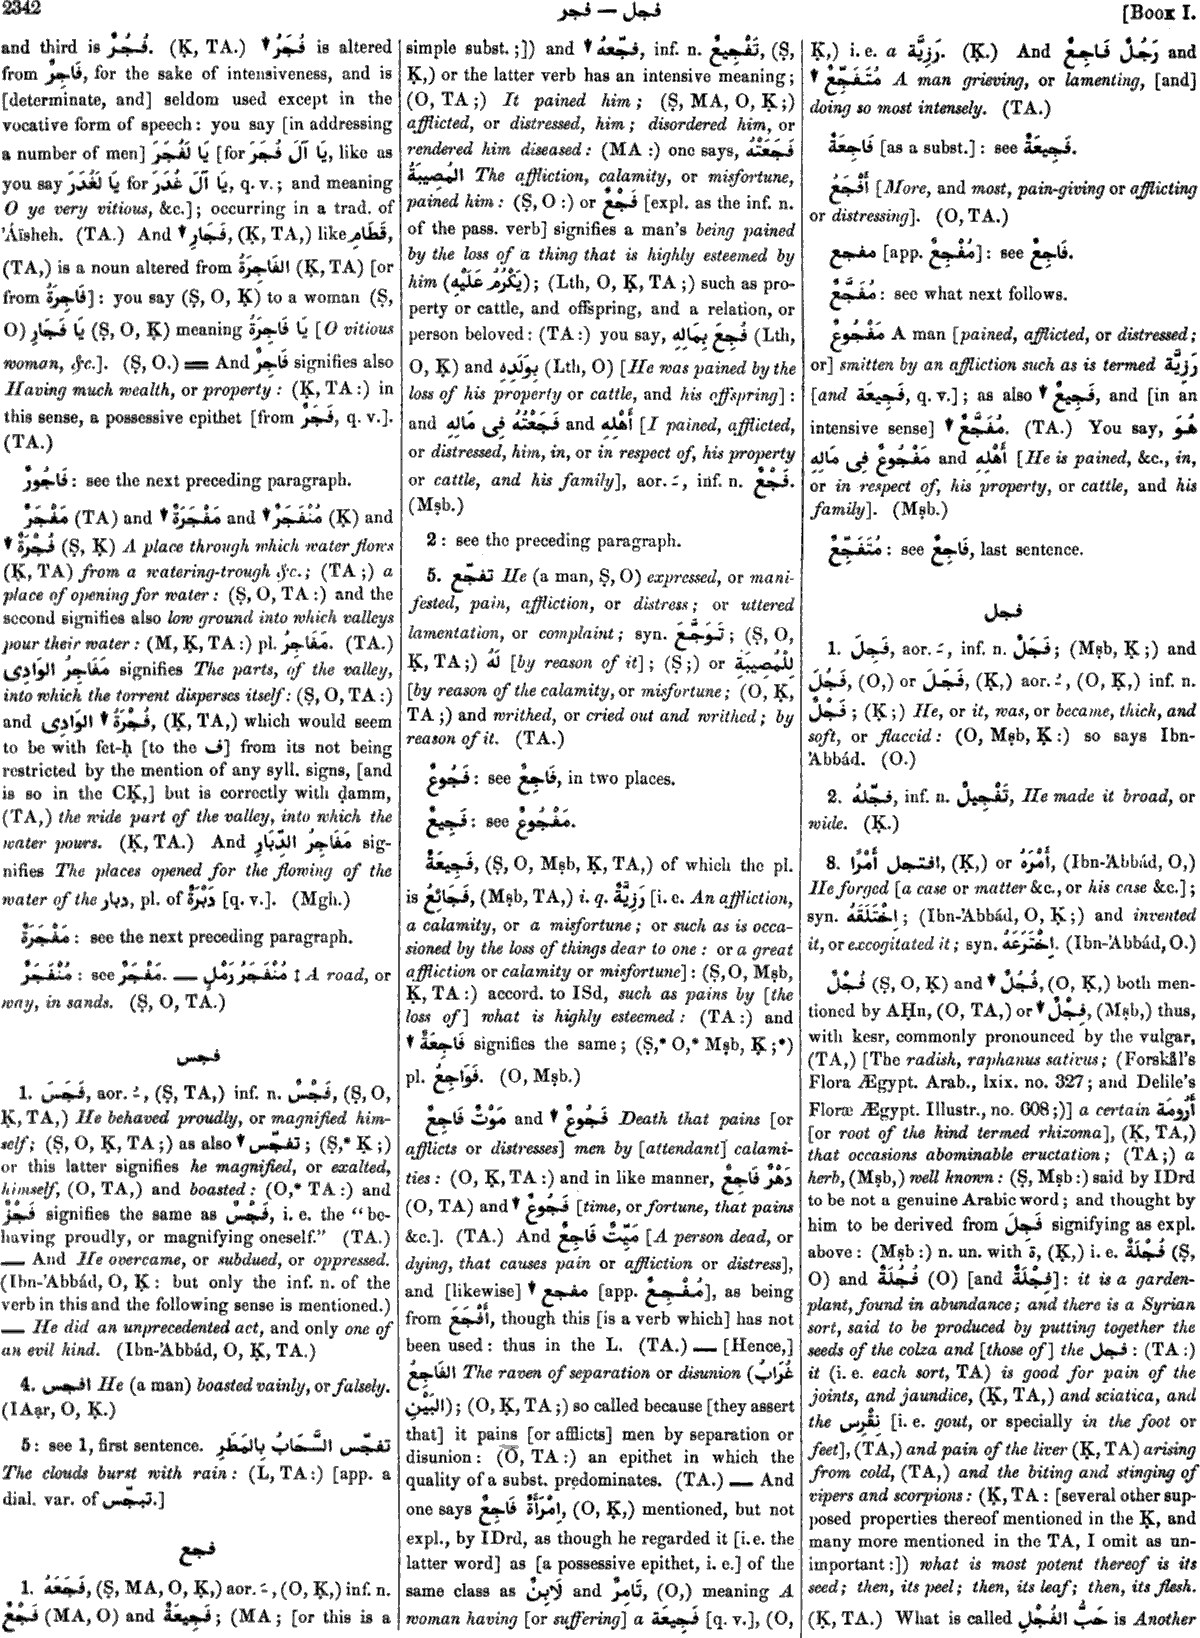 2342
فجل — فجر
[Book I.
and third is فُجُرٌ. (Ḳ, TA.) فُجَرُ ▼ is altered
from فَاجِرٌ, for the sake of intensiveness, and is
[determinate, and] seldom used except in the
vocative form of speech: you say [in addressing
a number of men] يَا لَفُجَرَ [for يَا آلَ فُجَرَ, like as
you say يَا لَغُدَرَ for يَا آلَ غُدَرَ, q. v.; and meaning
O ye very vitious, &c.]; occurring in a trad. of
'Áïsheh. (TA.) And ▼ فَجَارِ, (Ḳ, TA,) like قَطَامِ,
(TA,) is a noun altered from الفَاجِرَةُ (Ḳ, TA) [or
from فَاجِرَةُ]: you say (Ṣ, O, Ḳ) to a woman (Ṣ,
O) يَا فَجَارِ (Ṣ, O, Ḳ) meaning يَا فَاجِرَةُ [O vitious
woman, &c.]. (Ṣ, O.) ═ And فَاجِرٌ signifies also
Having much wealth, or property: (Ḳ, TA:) in
this sense, a possessive epithet [from فَجَرٌ, q. v.].
(TA.)
فَاجُورٌ: see the next preceding paragraph.
مَفْجَرٌ (TA) and ▼ مَفْجَرَةٌ and ▼ مُنْفَجَرٌ (Ḳ) and
▼ فُجْرَةٌ (Ṣ, Ḳ) A place through which water flows
(Ḳ, TA) from a watering-trough &c.; (TA;) a
place of opening for water: (Ṣ, O, TA:) and the
second signifies also low ground into which valleys
pour their water: (M, Ḳ, TA:) pl. مَفَاجِرُ. (TA.)
مَفَاجِرُ الوَادِى signifies The parts, of the valley,
into which the torrent disperses itself: (Ṣ, O, TA:)
and فُجْرَةُ ▼ الوَادِى, (Ḳ, TA,) which would seem
to be with fet-ḥ [to the ف] from its not being
restricted by the mention of any syll. signs, [and
is so in the CḲ,] but is correctly with ḍamm,
(TA,) the wide part of the valley, into which the
water pours. (Ḳ, TA.) And مَفَاجِرُ الدِّبَارِ sig-
nifies The places opened for the flowing of the
water of the دبار, pl. of دَبْرَةٌ [q. v.]. (Mgh.)
مَفْجَرَةٌ: see the next preceding paragraph.
مُنْفَجَرٌ: see مَفْجَرٌ. — مُنْفَجَرُ رَمْلٍ ‡ A road, or
way, in sands. (Ṣ, O, TA.)
فجس
1. فَجَسَ, aor. ـُ, (Ṣ, TA,) inf. n. فَجْسٌ, (Ṣ, O,
Ḳ, TA,) He behaved proudly, or magnified him-
self; (Ṣ, O, Ḳ, TA;) as also ▼ تفجّس; (Ṣ,* Ḳ;)
or this latter signifies he magnified, or exalted,
himself, (O, TA,) and boasted: (O,* TA:) and
فَجْزٌ signifies the same as فَجْسٌ, i. e. the "be-
having proudly, or magnifying oneself." (TA.)
— And He overcame, or subdued, or oppressed.
(Ibn-'Abbád, O, Ḳ: but only the inf. n. of the
verb in this and the following sense is mentioned.)
— He did an unprecedented act, and only one of
an evil kind. (Ibn-'Abbád, O, Ḳ, TA.)
4. افجس He (a man) boasted vainly, or falsely.
(IAạr, O, Ḳ.)
5: see 1, first sentence. تفجّس السَّحَابُ بِالمَطَرِ
The clouds burst with rain: (L, TA:) [app. a
dial. var. of تبجّس.]
فجع
1. فَجَعَهُ, (Ṣ, MA, O, Ḳ,) aor. ـَ, (O, Ḳ,) inf. n.
فَجْعٌ (MA, O) and فَجِيعَةٌ; (MA; [or this is a
simple subst.;]) and ▼ فجّعهُ, inf. n. تَفْجِيعٌ, (Ṣ,
Ḳ,) or the latter verb has an intensive meaning;
(O, TA;) It pained him; (Ṣ, MA, O, Ḳ;)
afflicted, or distressed, him; disordered him, or
rendered him diseased: (MA:) one says, فَجَعَتْهُ
المُصِيبَةُ The affliction, calamity, or misfortune,
pained him: (Ṣ, O:) or فَجْعٌ [expl. as the inf. n.
of the pass. verb] signifies a man's being pained
by the loss of a thing that is highly esteemed by
him (يَكْرُمُ عَلَيْهِ); (Lth, O, Ḳ, TA;) such as pro-
perty or cattle, and offspring, and a relation, or
person beloved: (TA:) you say, فُجِعَ بِمَالِهِ (Lth,
O, Ḳ) and بِوَلَدِهِ (Lth, O) [He was pained by the
loss of his property or cattle, and his offspring]:
and فَجَعْتُهُ فِى مَالِهِ and أَهْلِهِ [I pained, afflicted,
or distressed, him, in, or in respect of, his property
or cattle, and his family], aor. ـَ, inf. n. فَجْعٌ.
(Mṣb.)
2: see the preceding paragraph.
5. تفجّع He (a man, Ṣ, O) expressed, or mani-
fested, pain, affliction, or distress; or uttered
lamentation, or complaint; syn. تَوَجَّعَ; (Ṣ, O,
Ḳ, TA;) لَهُ [by reason of it]; (Ṣ;) or لِلْمُصِيبَةِ
[by reason of the calamity, or misfortune; (O, Ḳ,
TA;) and writhed, or cried out and writhed; by
reason of it. (TA.)
فَجُوعٌ: see فَاجِعٌ, in two places.
فَجِيعٌ: see مَفْجُوعٌ.
فَجِيعَةٌ, (Ṣ, O, Mṣb, Ḳ, TA,) of which the pl.
is فَجَائِعُ, (Mṣb, TA,) i. q. رَزِيَّةٌ [i. e. An affliction,
a calamity, or a misfortune; or such as is occa-
sioned by the loss of things dear to one: or a great
affliction or calamity or misfortune]: (Ṣ, O, Mṣb,
Ḳ, TA:) accord. to ISd, such as pains by [the
loss of] what is highly esteemed: (TA:) and
▼ فَاجِعَةٌ signifies the same; (Ṣ,* O,* Mṣb, Ḳ;*)
pl. فَوَاجِعُ. (O, Mṣb.)
مَوْتٌ فَاجِعٌ and ▼ فَجُوعٌ Death that pains [or
afflicts or distresses] men by [attendant] calami-
ties: (O, Ḳ, TA:) and in like manner, دَهْرٌ فَاجِعٌ
(O, TA) and ▼ فَجُوعٌ [time, or fortune, that pains
&c.]. (TA.) And مَيِّتٌ فَاجِعٌ [A person dead, or
dying, that causes pain or affliction or distress],
and [likewise] ▼ مفجع [app. مُفْجِعٌ], as being
from أَفْجَعَ, though this [is a verb which] has not
been used: thus in the L. (TA.) — [Hence,]
الفَاجِعُ The raven of separation or disunion (غُرَابُ
البَيْنِ); (O, Ḳ, TA;) so called because [they assert
that] it pains [or afflicts] men by separation or
disunion: (O, TA:) an epithet in which the
quality of a subst. predominates. (TA.) — And
one says اِمْرَأَةٌ فَاجِعٌ, (O, Ḳ,) mentioned, but not
expl., by IDrd, as though he regarded it [i. e. the
latter word] as [a possessive epithet, i. e.] of the
same class as لَابِنٌ and تَامِرٌ, (O,) meaning A
woman having [or suffering] a فَجِيعَة [q. v.], (O,
Ḳ,) i. e. a رَزِيَّة. (Ḳ.) And رَجُلٌ فَاجِعٌ and
▼ مُتَفَجِّعٌ A man grieving, or lamenting, [and]
doing so most intensely. (TA.)
فَاجِعَةٌ [as a subst.]: see فَجِيعَةٌ.
أَفْجَعُ [More, and most, pain-giving or afflicting
or distressing]. (O, TA.)
مفجع [app. مُفْجِعٌ]: see فَاجِعٌ.
مُفَجَّعٌ: see what next follows.
مَفْجُوعٌ A man [pained, afflicted, or distressed;
or] smitten by an affliction such as is termed رَزِيَّة
[and فَجِيعَة, q. v.]; as also ▼ فَجِيعٌ, and [in an
intensive sense] ▼ مُفَجَّعٌ. (TA.) You say, هُوَ
مَفْجُوعٌ فِى مَالِهِ and أَهْلِهِ [He is pained, &c., in,
or in respect of, his property, or cattle, and his
family]. (Mṣb.)
مُتَفَجِّعٌ: see فَاجِعٌ, last sentence.
فجل
1. فَجِلَ, aor. ـَ, inf. n. فَجَلٌ; (Mṣb, Ḳ;) and
فَجُلَ, (O,) or فَجَلَ, (Ḳ,) aor. ـُ, (O, Ḳ,) inf. n.
فَجْلٌ; (Ḳ;) He, or it, was, or became, thick, and
soft, or flaccid: (O, Mṣb, Ḳ:) so says Ibn-
'Abbád. (O.)
2. فجّلهُ, inf. n. تَفْجِيلٌ, He made it broad, or
wide. (Ḳ.)
8. افتجل أَمْرًا, (Ḳ,) or أَمْرَهُ, (Ibn-'Abbád, O,)
He forged [a case or matter &c., or his case &c.];
syn. اِخْتَلَقَهُ; (Ibn-'Abbád, O, Ḳ;) and invented
it, or excogitated it; syn. اِخْتَرَعَهُ. (Ibn-'Abbád, O.)
فُجْلٌ (Ṣ, O, Ḳ) and ▼ فُجُلٌ, (O, Ḳ,) both men-
tioned by AḤn, (O, TA,) or ▼ فِجْلٌ, (Mṣb,) thus,
with kesr, commonly pronounced by the vulgar,
(TA,) [The radish, raphanus sativus; (Forskål's
Flora Ægypt. Arab., lxix. no. 327; and Delile's
Floræ Ægypt. Illustr., no. 608;)] a certain أَرُومَة
[or root of the kind termed rhizoma], (Ḳ, TA,)
that occasions abominable eructation; (TA;) a
herb, (Mṣb,) well known: (Ṣ, Mṣb:) said by IDrd
to be not a genuine Arabic word; and thought by
him to be derived from فَجِلَ signifying as expl.
above: (Mṣb:) n. un. with ة, (Ḳ,) i. e. فُجْلَةٌ (Ṣ,
O) and فُجُلَةٌ (O) [and فِجْلَةٌ]: it is a garden-
plant, found in abundance; and there is a Syrian
sort, said to be produced by putting together the
seeds of the colza and [those of] the فجل: (TA:)
it (i. e. each sort, TA) is good for pain of the
joints, and jaundice, (Ḳ, TA,) and sciatica, and
the نِقْرِس [i. e. gout, or specially in the foot or
feet], (TA,) and pain of the liver (Ḳ, TA) arising
from cold, (TA,) and the biting and stinging of
vipers and scorpions: (Ḳ, TA: [several other sup-
posed properties thereof mentioned in the Ḳ, and
many more mentioned in the TA, I omit as un-
important:]) what is most potent thereof is its
seed; then, its peel; then, its leaf; then, its flesh.
(Ḳ, TA.) What is called حَبُّ الفُجْلِ is Another